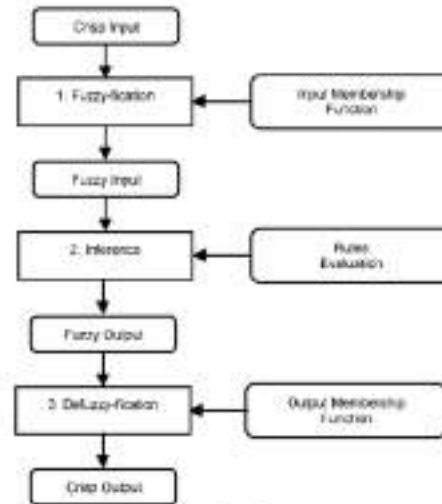 Crisp Input
1. Fuzzy-fication
Input Membership
Function
Fuzzy Input
2. Inference
Rules
Evaluation
Fuzzy Output
3. Defuzzy-fication
Output Membership
Function
Crisp Output